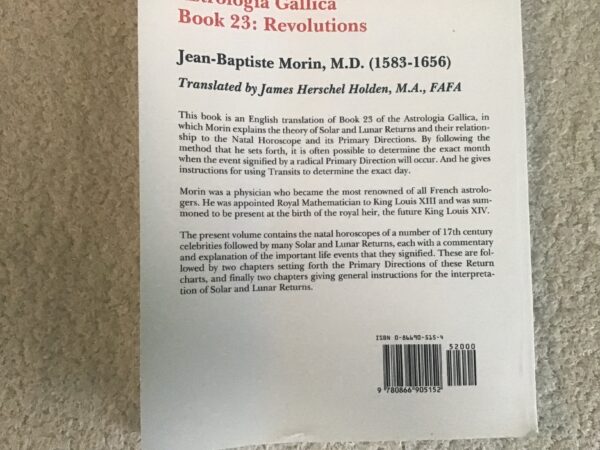 Astrologia Gallica
Book 23: Revolutions
Jean-Baptiste Morin, M.D. (1583-1656)
Translated by James Herschel Holden, M.A., FAFA
This book is an English translation of Book 23 of the Astrologia Gallica, in
which Morin explains the theory of Solar and Lunar Returns and their relation-
ship to the Natal Horoscope and its Primary Directions. By following the
method that he sets forth, it is often possible to determine the exact month
when the event signified by a radical Primary Direction will occur. And he gives
instructions for using Transits to determine the exact day.
Morin was a physician who became the most renowned of all French astrolo-
gers. He was appointed Royal Mathematician to King Louis XIII and was sum-
moned to be present at the birth of the royal heir, the future King Louis XIV.
The present volume contains the natal horoscopes of a number of 17th century
celebrities followed by many Solar and Lunar Returns, each with a commentary
and explanation of the important life events that they signified. These are fol-
lowed by two chapters setting forth the Primary Directions of these Return
charts, and finally two chapters giving general instructions for the interpreta-
tion of Solar and Lunar Returns.
ISBN 0-86690-515-4
52000
9 780866 905152